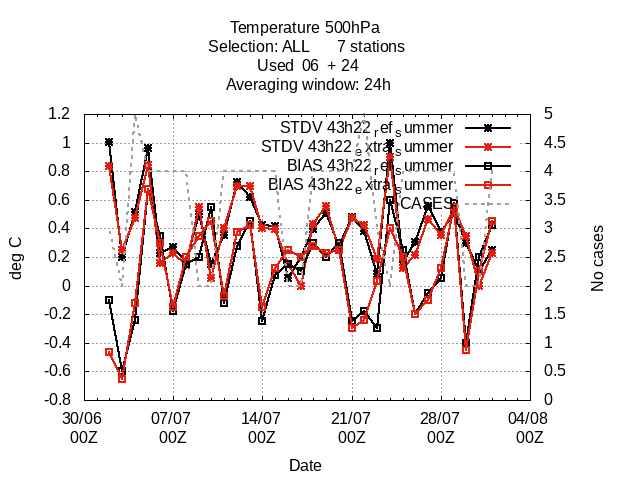 Temperature 500hPa
Selection: ALL      7 stations
Used  06  + 24
Averaging window: 24h
STDV 43h22_ref_summer
STDV 43h22_extra_summer
BIAS 43h22_ref_summer
BIAS 43h22_extra_summer
CASES
1.2
1
0.8
0.6
0.4
0.2
0
-0.2
-0.4
-0.6
-0.8
deg C
5
4.5
4
3.5
3
2.5
2
1.5
1
0.5
0
No cases
30/06 07/07 14/07 21/07 28/07 04/08
00Z 00Z 00Z 00Z 00Z 00Z
Date